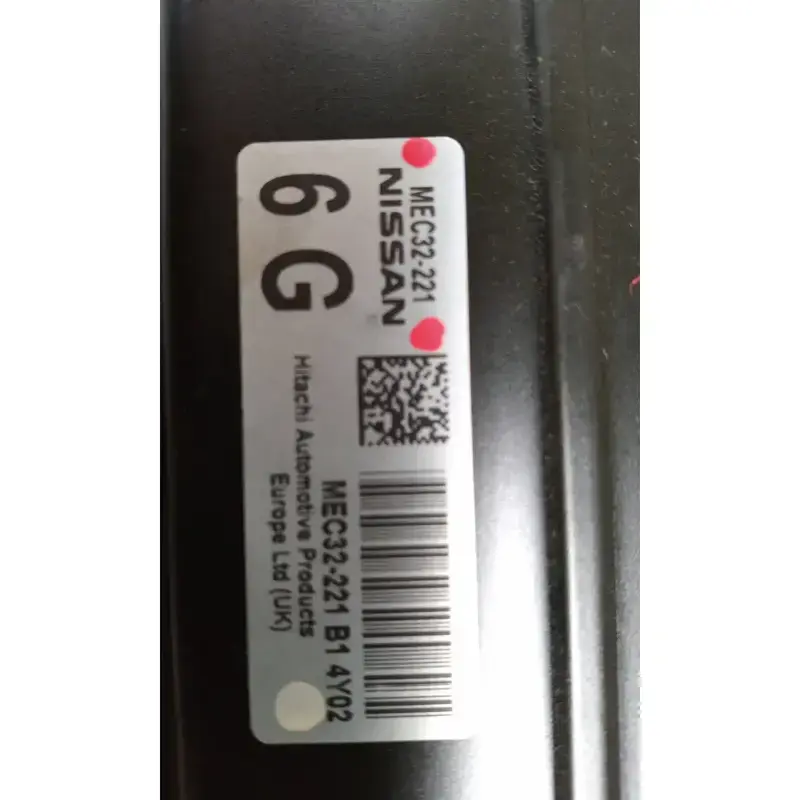 MEC32-221
NISSAN
6 G
MEC32-221 B1 4Y02
Hitachi Automotive Products
Europe Ltd (UK)